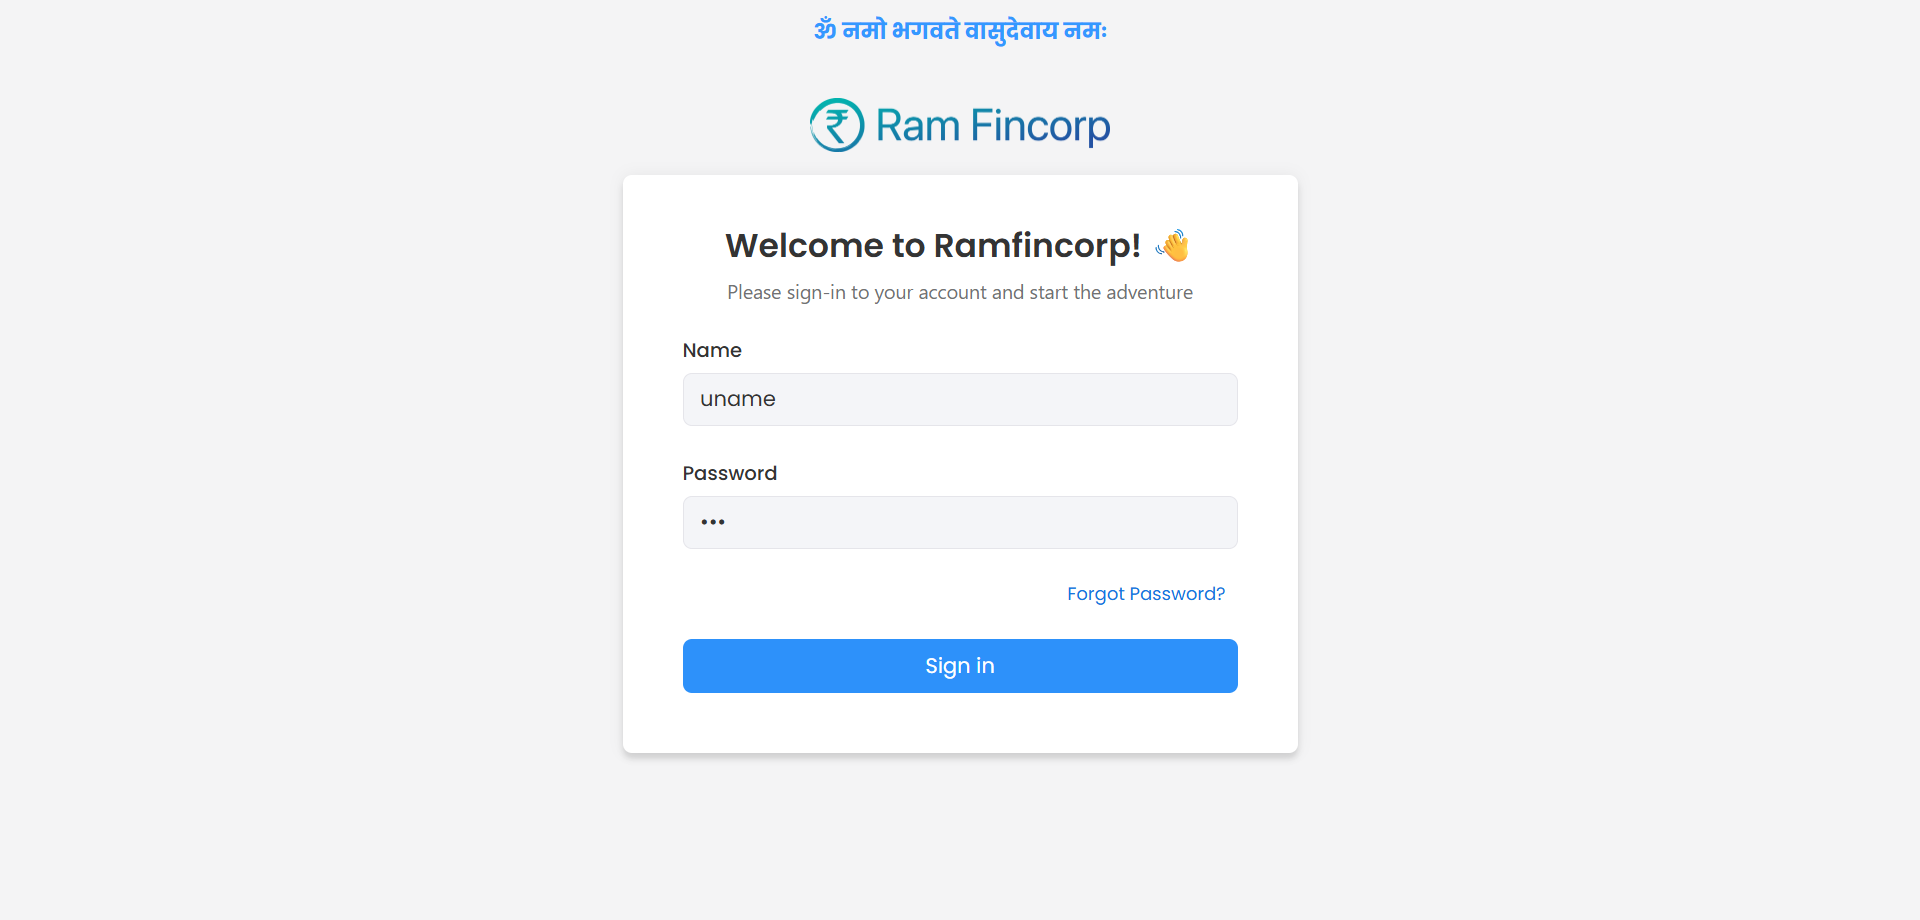 ॐ नमो भगवते वासुदेवाय नमः
₹ Ram Fincorp
Welcome to Ramfincorp! 👋
Please sign-in to your account and start the adventure
Name
uname
Password
•••
Forgot Password?
Sign in